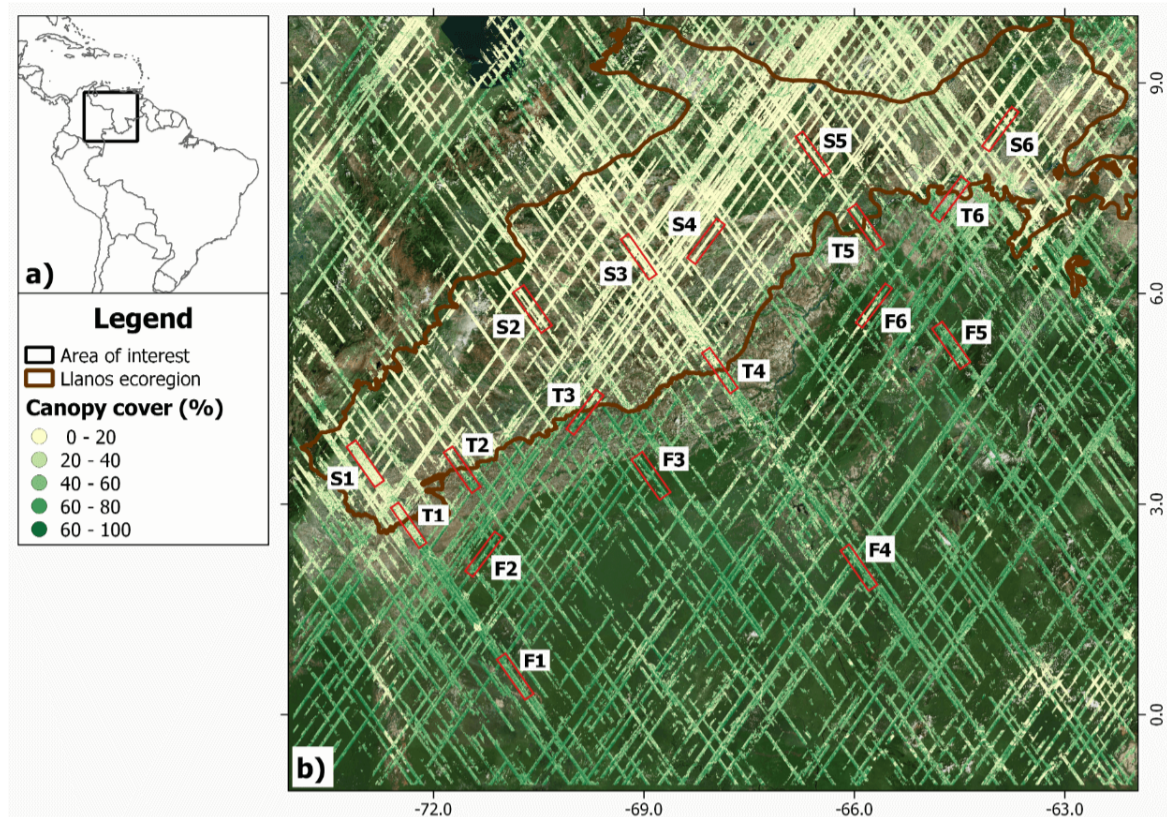 a)
Legend
Area of interest
Llanos ecoregion
Canopy cover (%)
0 - 20
20 - 40
40 - 60
60 - 80
60 - 100
S5
S6
S4
T6
T5
S3
S2
F6
F5
T4
T3
T2
F3
S1
T1
F4
F2
F1
b)
9.0
6.0
3.0
0.0
-72.0
-69.0
-66.0
-63.0